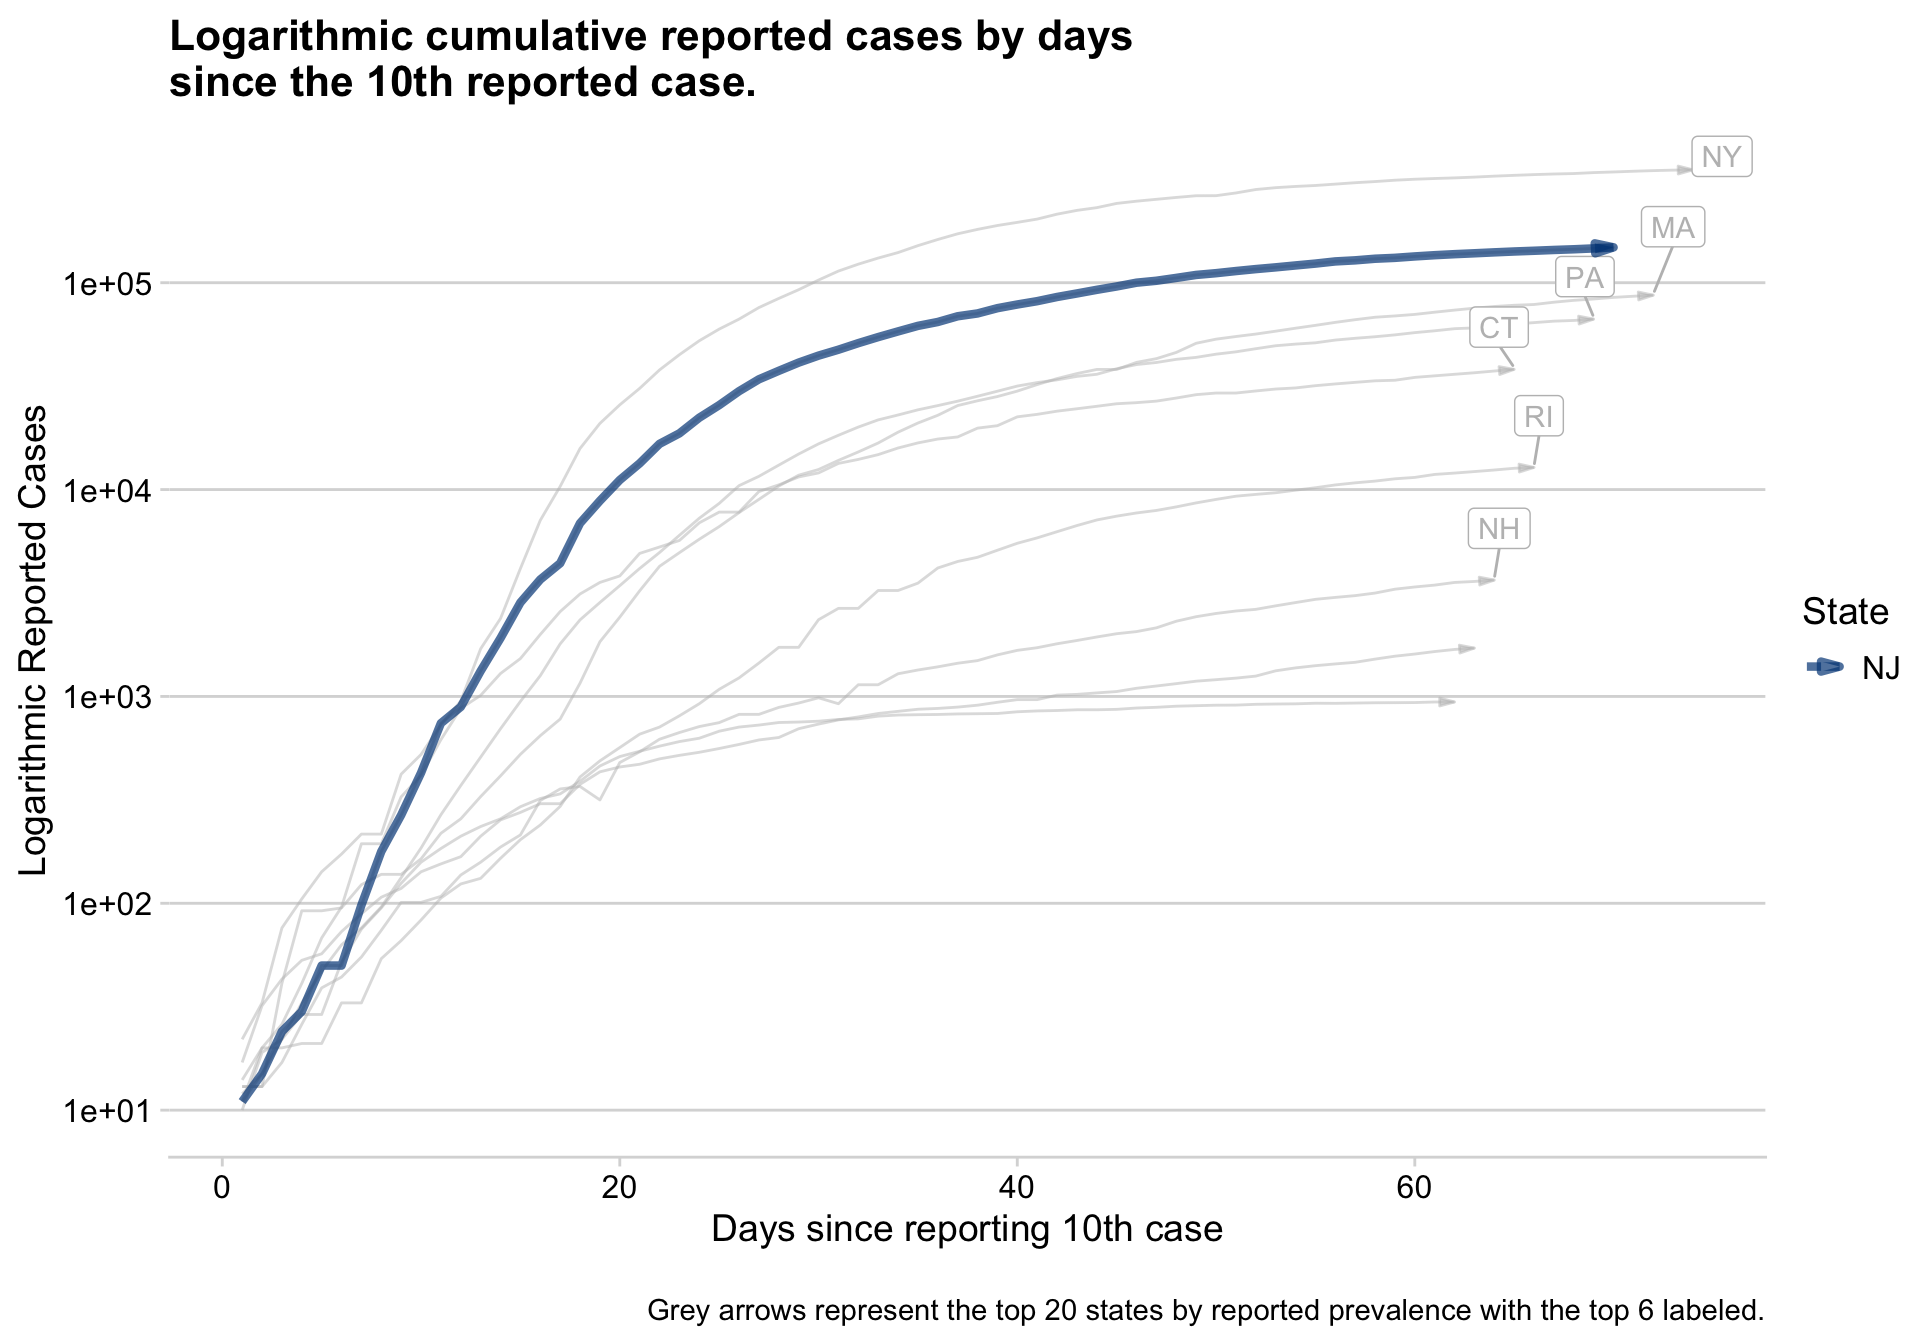 Logarithmic cumulative reported cases by days
since the 10th reported case.
NY
MA
1e+05
PA
CT
RI
1e+04
NH
Logarithmic Reported Cases
State
NJ
1e+03
1e+02
1e+01
0 20 40 60
Days since reporting 10th case
Grey arrows represent the top 20 states by reported prevalence with the top 6 labeled.